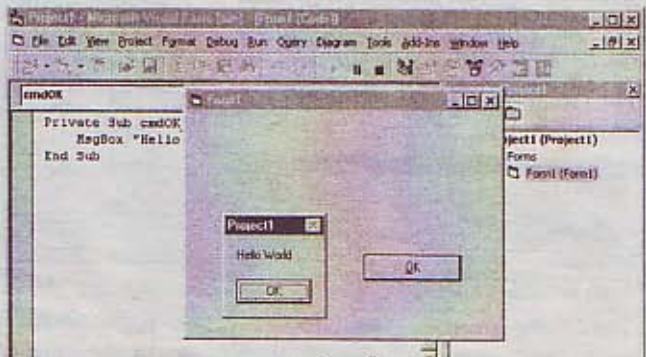 Project1 - Microsoft Visual Basic [run] - [Form1 (Code)]
File Edit View Project Format Debug Run Query Diagram Tools Add-Ins Window Help
cmdOK
Private Sub cmdOK
MsgBox "Hello
End Sub
Form1
Project1
Hello World
OK
OK
ject1 (Project1)
Forms
Form1 (Form1)